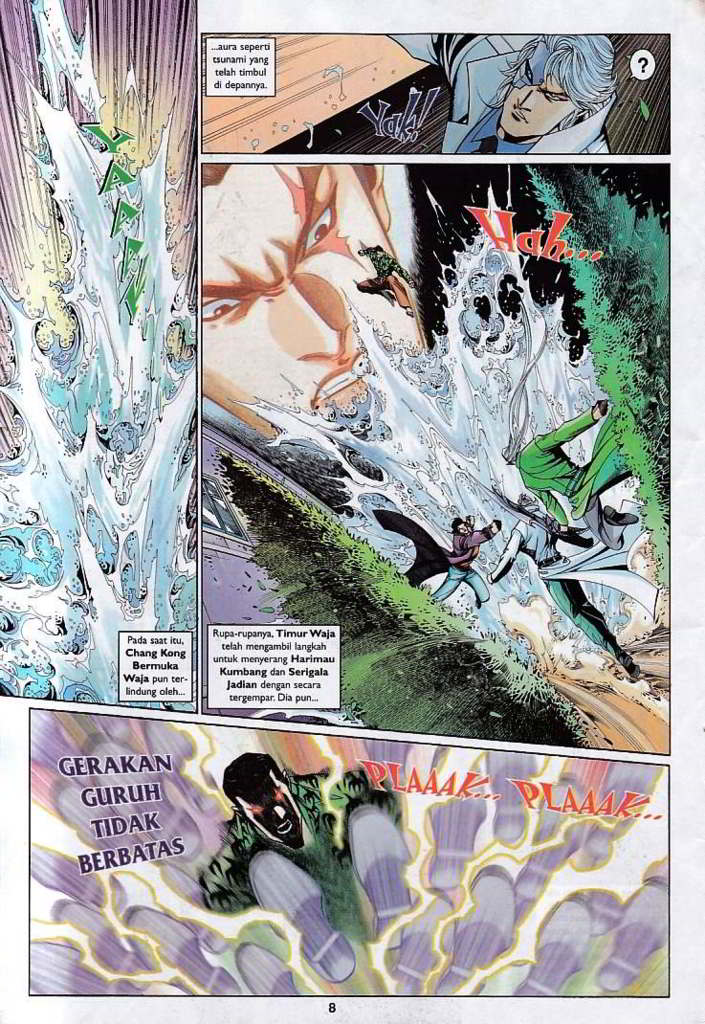 YAAAN
Pada saat itu,
Chang Kong
Bermuka
Waja pun ter-
lindung oleh...
...aura seperti
tsunami yang
telah timbul
di depannya.
Yak!!
?
Hah...
Rupa-rupanya, Timur Waja
telah mengambil langkah
untuk menyerang Harimau
Kumbang dan Serigala
Jadian dengan secara
tergempar. Dia pun...
GERAKAN
GURUH
TIDAK
BERBATAS
PLAAAK... PLAAAK...
8